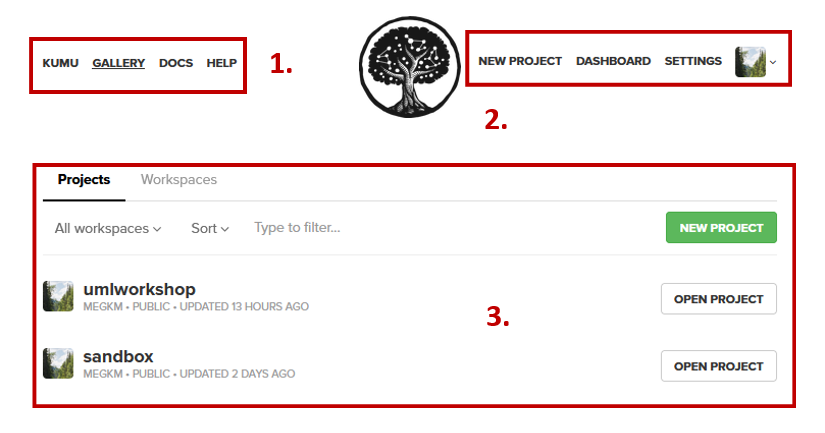 KUMU GALLERY DOCS HELP
1.
NEW PROJECT DASHBOARD SETTINGS
2.
Projects Workspaces
All workspaces Sort Type to filter... NEW PROJECT
umlworkshop
MEGKM • PUBLIC • UPDATED 13 HOURS AGO
OPEN PROJECT
3.
sandbox
MEGKM • PUBLIC • UPDATED 2 DAYS AGO
OPEN PROJECT